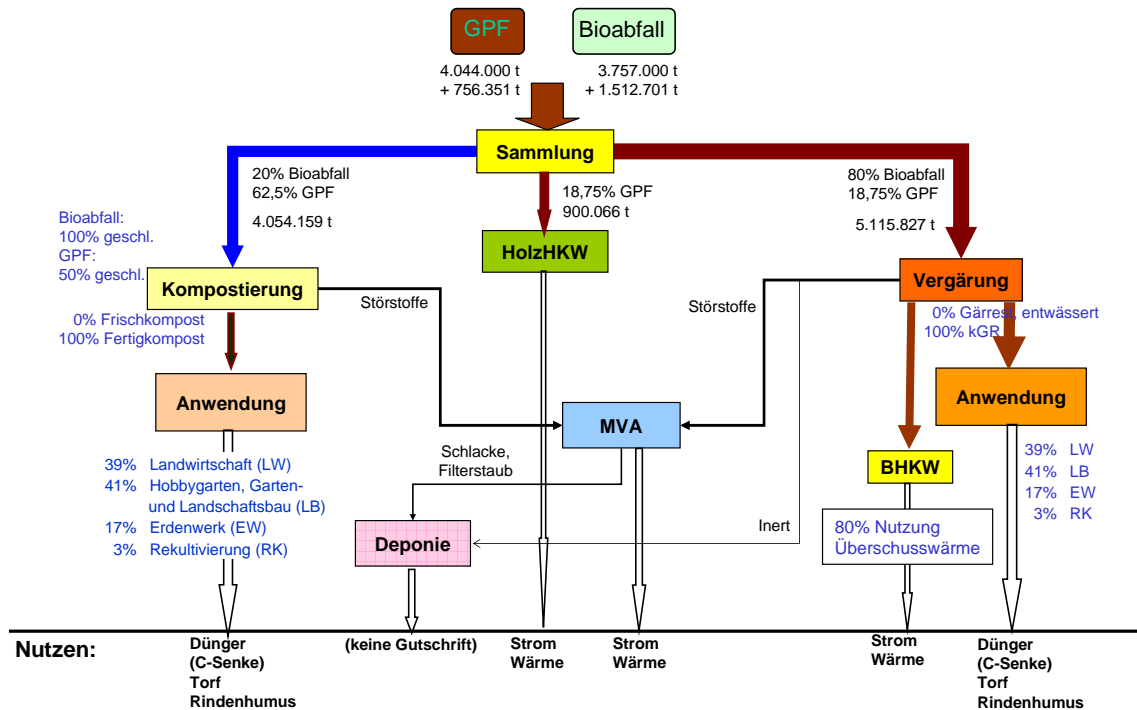 GPF
Bioabfall
4.044.000 t
+ 756.351 t
3.757.000 t
+ 1.512.701 t
Sammlung
20% Bioabfall
62,5% GPF
4.054.159 t
18,75% GPF
900.066 t
80% Bioabfall
18,75% GPF
5.115.827 t
Bioabfall:
100% geschl.
GPF:
50% geschl.
HolzHKW
Kompostierung
Vergärung
Störstoffe
Störstoffe
0% Frischkompost
100% Fertigkompost
0% Gärrest, entwässert
100% kGR
Anwendung
Anwendung
MVA
Schlacke,
Filterstaub
BHKW
39% Landwirtschaft (LW)
41% Hobbygarten, Garten-
und Landschaftsbau (LB)
17% Erdenwerk (EW)
3% Rekultivierung (RK)
39% LW
41% LB
17% EW
3% RK
Inert
80% Nutzung
Überschusswärme
Deponie
Nutzen:
Dünger
(C-Senke)
Torf
Rindenhumus
(keine Gutschrift)
Strom
Wärme
Strom
Wärme
Strom
Wärme
Dünger
(C-Senke)
Torf
Rindenhumus